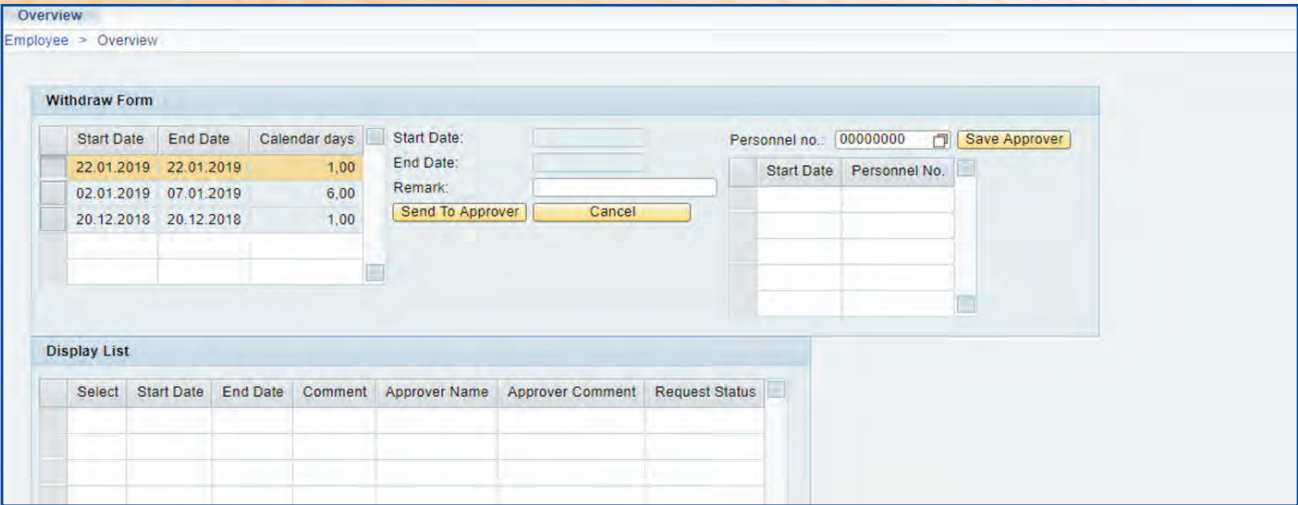 Overview
Employee > Overview
Withdraw Form
Start Date End Date Calendar days
22.01.2019 22.01.2019 1,00
02.01.2019 07.01.2019 6,00
20.12.2018 20.12.2018 1,00
Start Date:
End Date:
Remark:
Send To Approver Cancel
Personnel no.: 00000000 Save Approver
Start Date Personnel No.
Display List
Select Start Date End Date Comment Approver Name Approver Comment Request Status